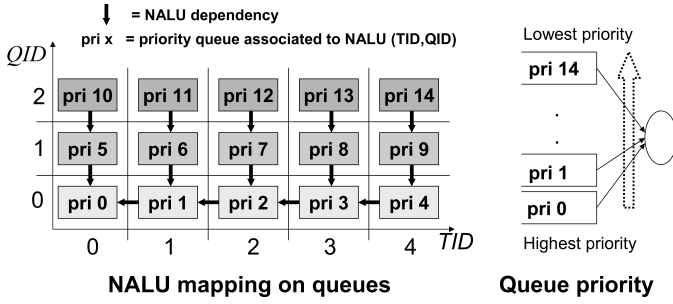 = NALU dependency
pri x = priority queue associated to NALU (TID,QID)
QID
2 pri 10 pri 11 pri 12 pri 13 pri 14
1 pri 5 pri 6 pri 7 pri 8 pri 9
0 pri 0 pri 1 pri 2 pri 3 pri 4
0 1 2 3 4 TID
NALU mapping on queues
Lowest priority
pri 14
.
.
pri 1
pri 0
Highest priority
Queue priority